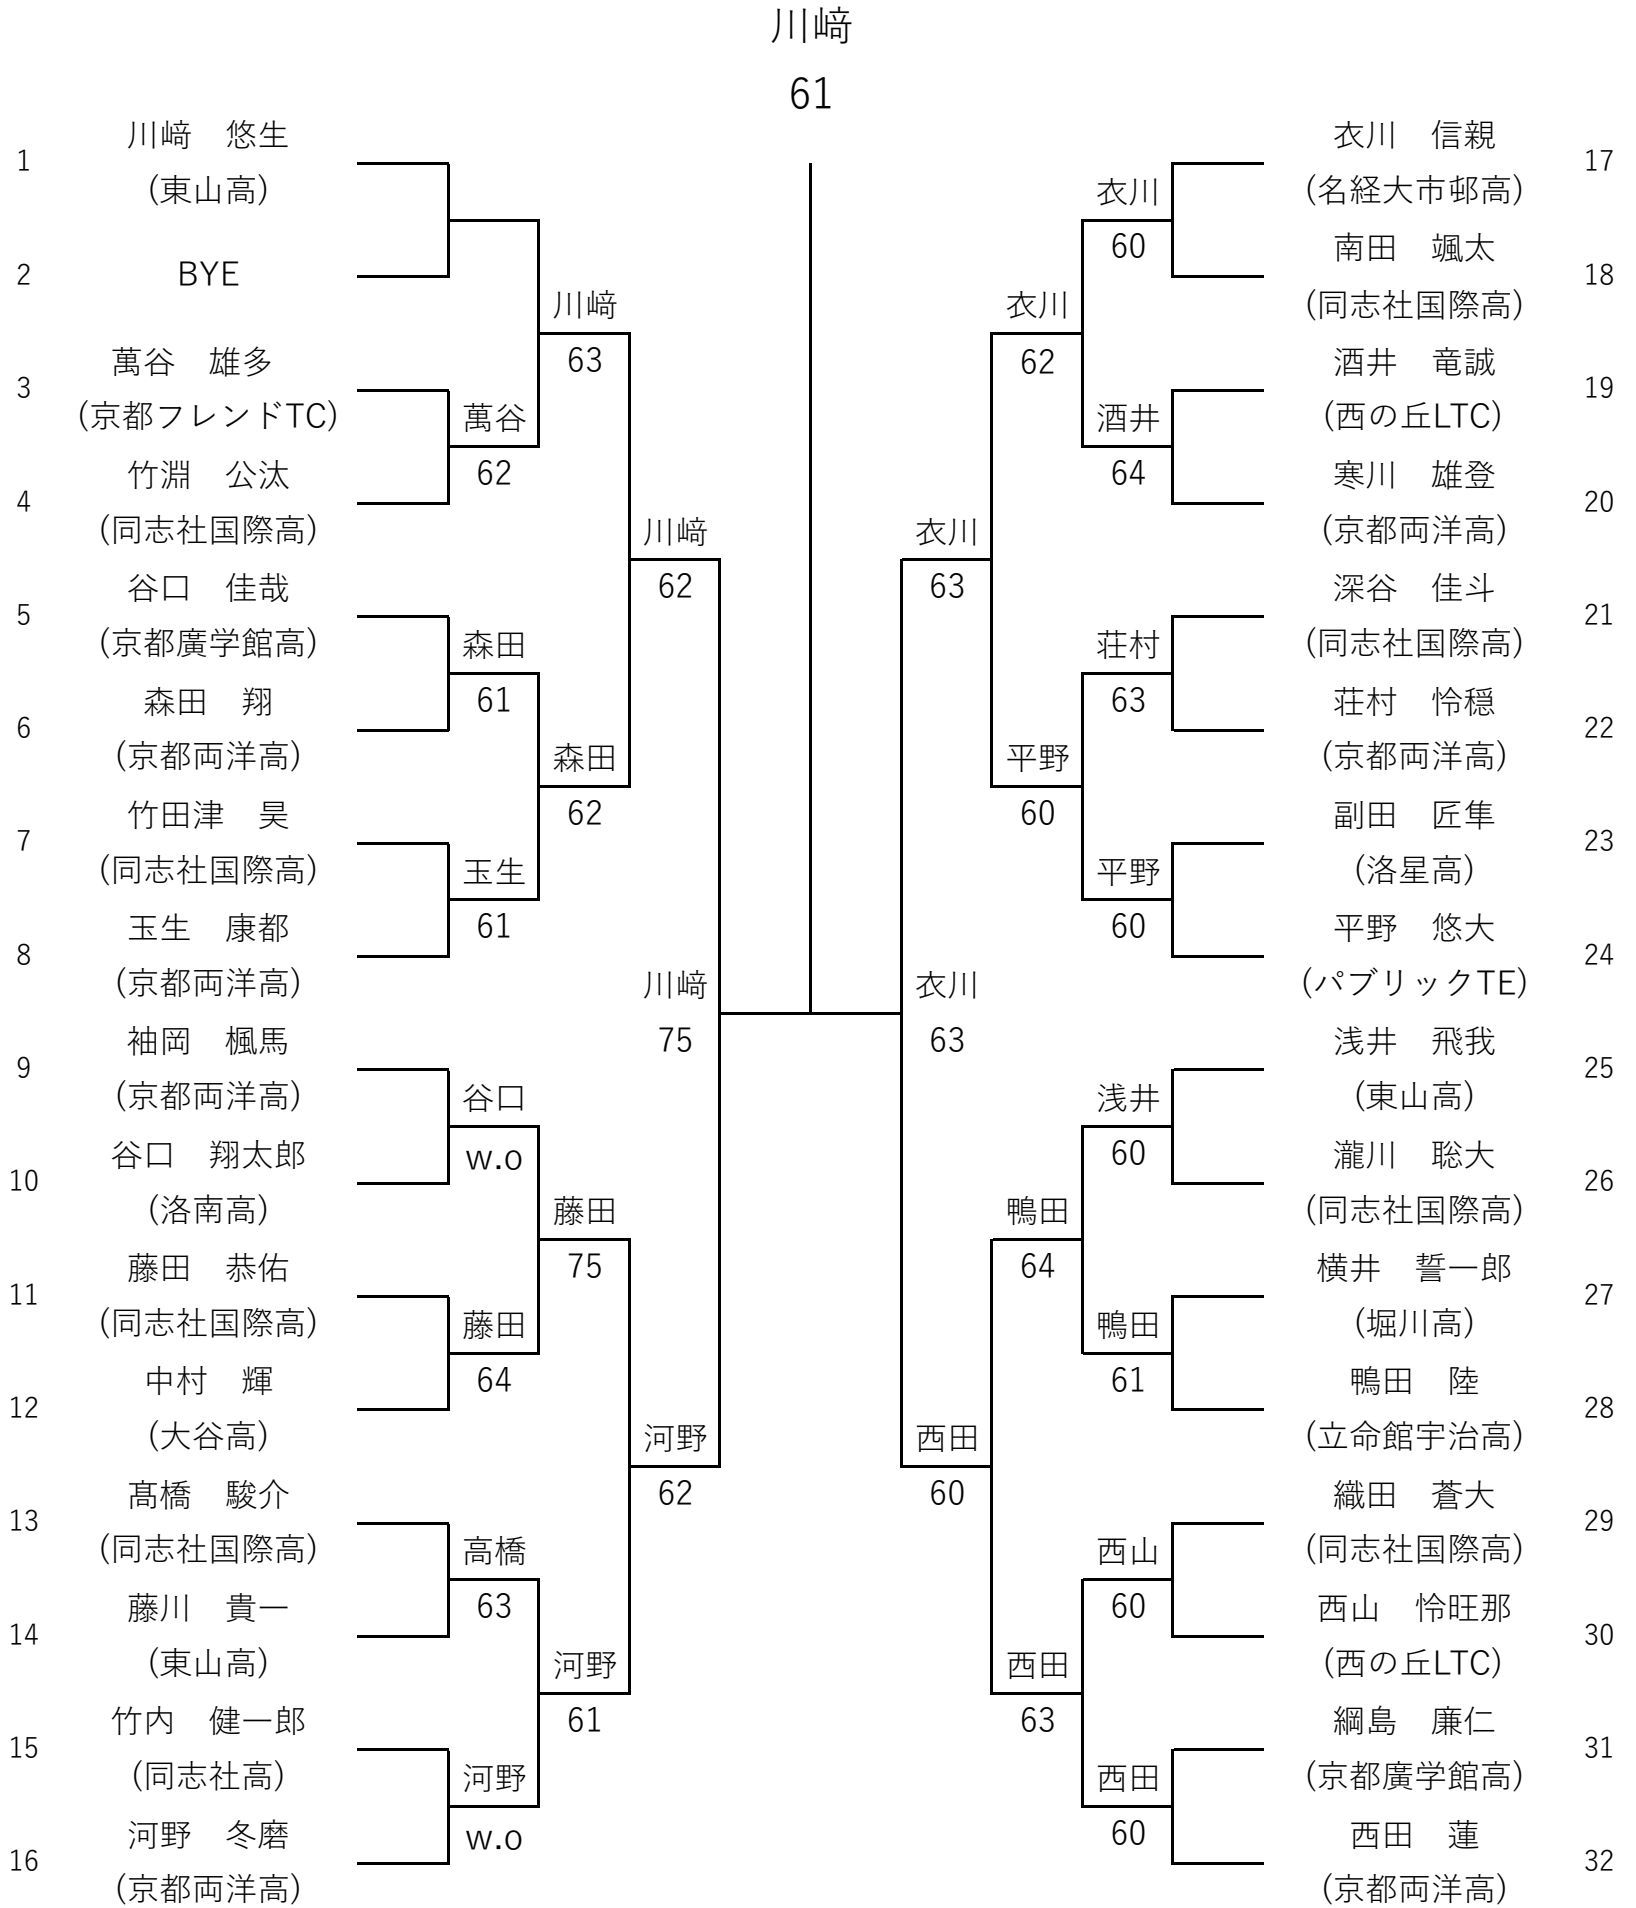 川﨑
61
1
川﨑　悠生
(東山高)
2
BYE
3
萬谷　雄多
(京都フレンドTC)
4
竹淵　公汰
(同志社国際高)
5
谷口　佳哉
(京都廣学館高)
6
森田　翔
(京都両洋高)
7
竹田津　昊
(同志社国際高)
8
玉生　康都
(京都両洋高)
9
袖岡　楓馬
(京都両洋高)
10
谷口　翔太郎
(洛南高)
11
藤田　恭佑
(同志社国際高)
12
中村　輝
(大谷高)
13
髙橋　駿介
(同志社国際高)
14
藤川　貴一
(東山高)
15
竹内　健一郎
(同志社高)
16
河野　冬磨
(京都両洋高)
萬谷
62
森田
61
玉生
61
谷口
w.o
藤田
64
高橋
63
河野
w.o
川﨑
63
森田
62
藤田
75
河野
61
川﨑
62
河野
62
川﨑
75
衣川
63
衣川
63
西田
60
衣川
62
平野
60
鴨田
64
西田
63
衣川
60
酒井
64
荘村
63
平野
60
浅井
60
鴨田
61
西山
60
西田
60
衣川　信親
(名経大市邨高)
17
南田　颯太
(同志社国際高)
18
酒井　竜誠
(西の丘LTC)
19
寒川　雄登
(京都両洋高)
20
深谷　佳斗
(同志社国際高)
21
荘村　怜穏
(京都両洋高)
22
副田　匠隼
(洛星高)
23
平野　悠大
(パブリックTE)
24
浅井　飛我
(東山高)
25
瀧川　聡大
(同志社国際高)
26
横井　誓一郎
(堀川高)
27
鴨田　陸
(立命館宇治高)
28
織田　蒼大
(同志社国際高)
29
西山　怜旺那
(西の丘LTC)
30
綱島　廉仁
(京都廣学館高)
31
西田　蓮
(京都両洋高)
32